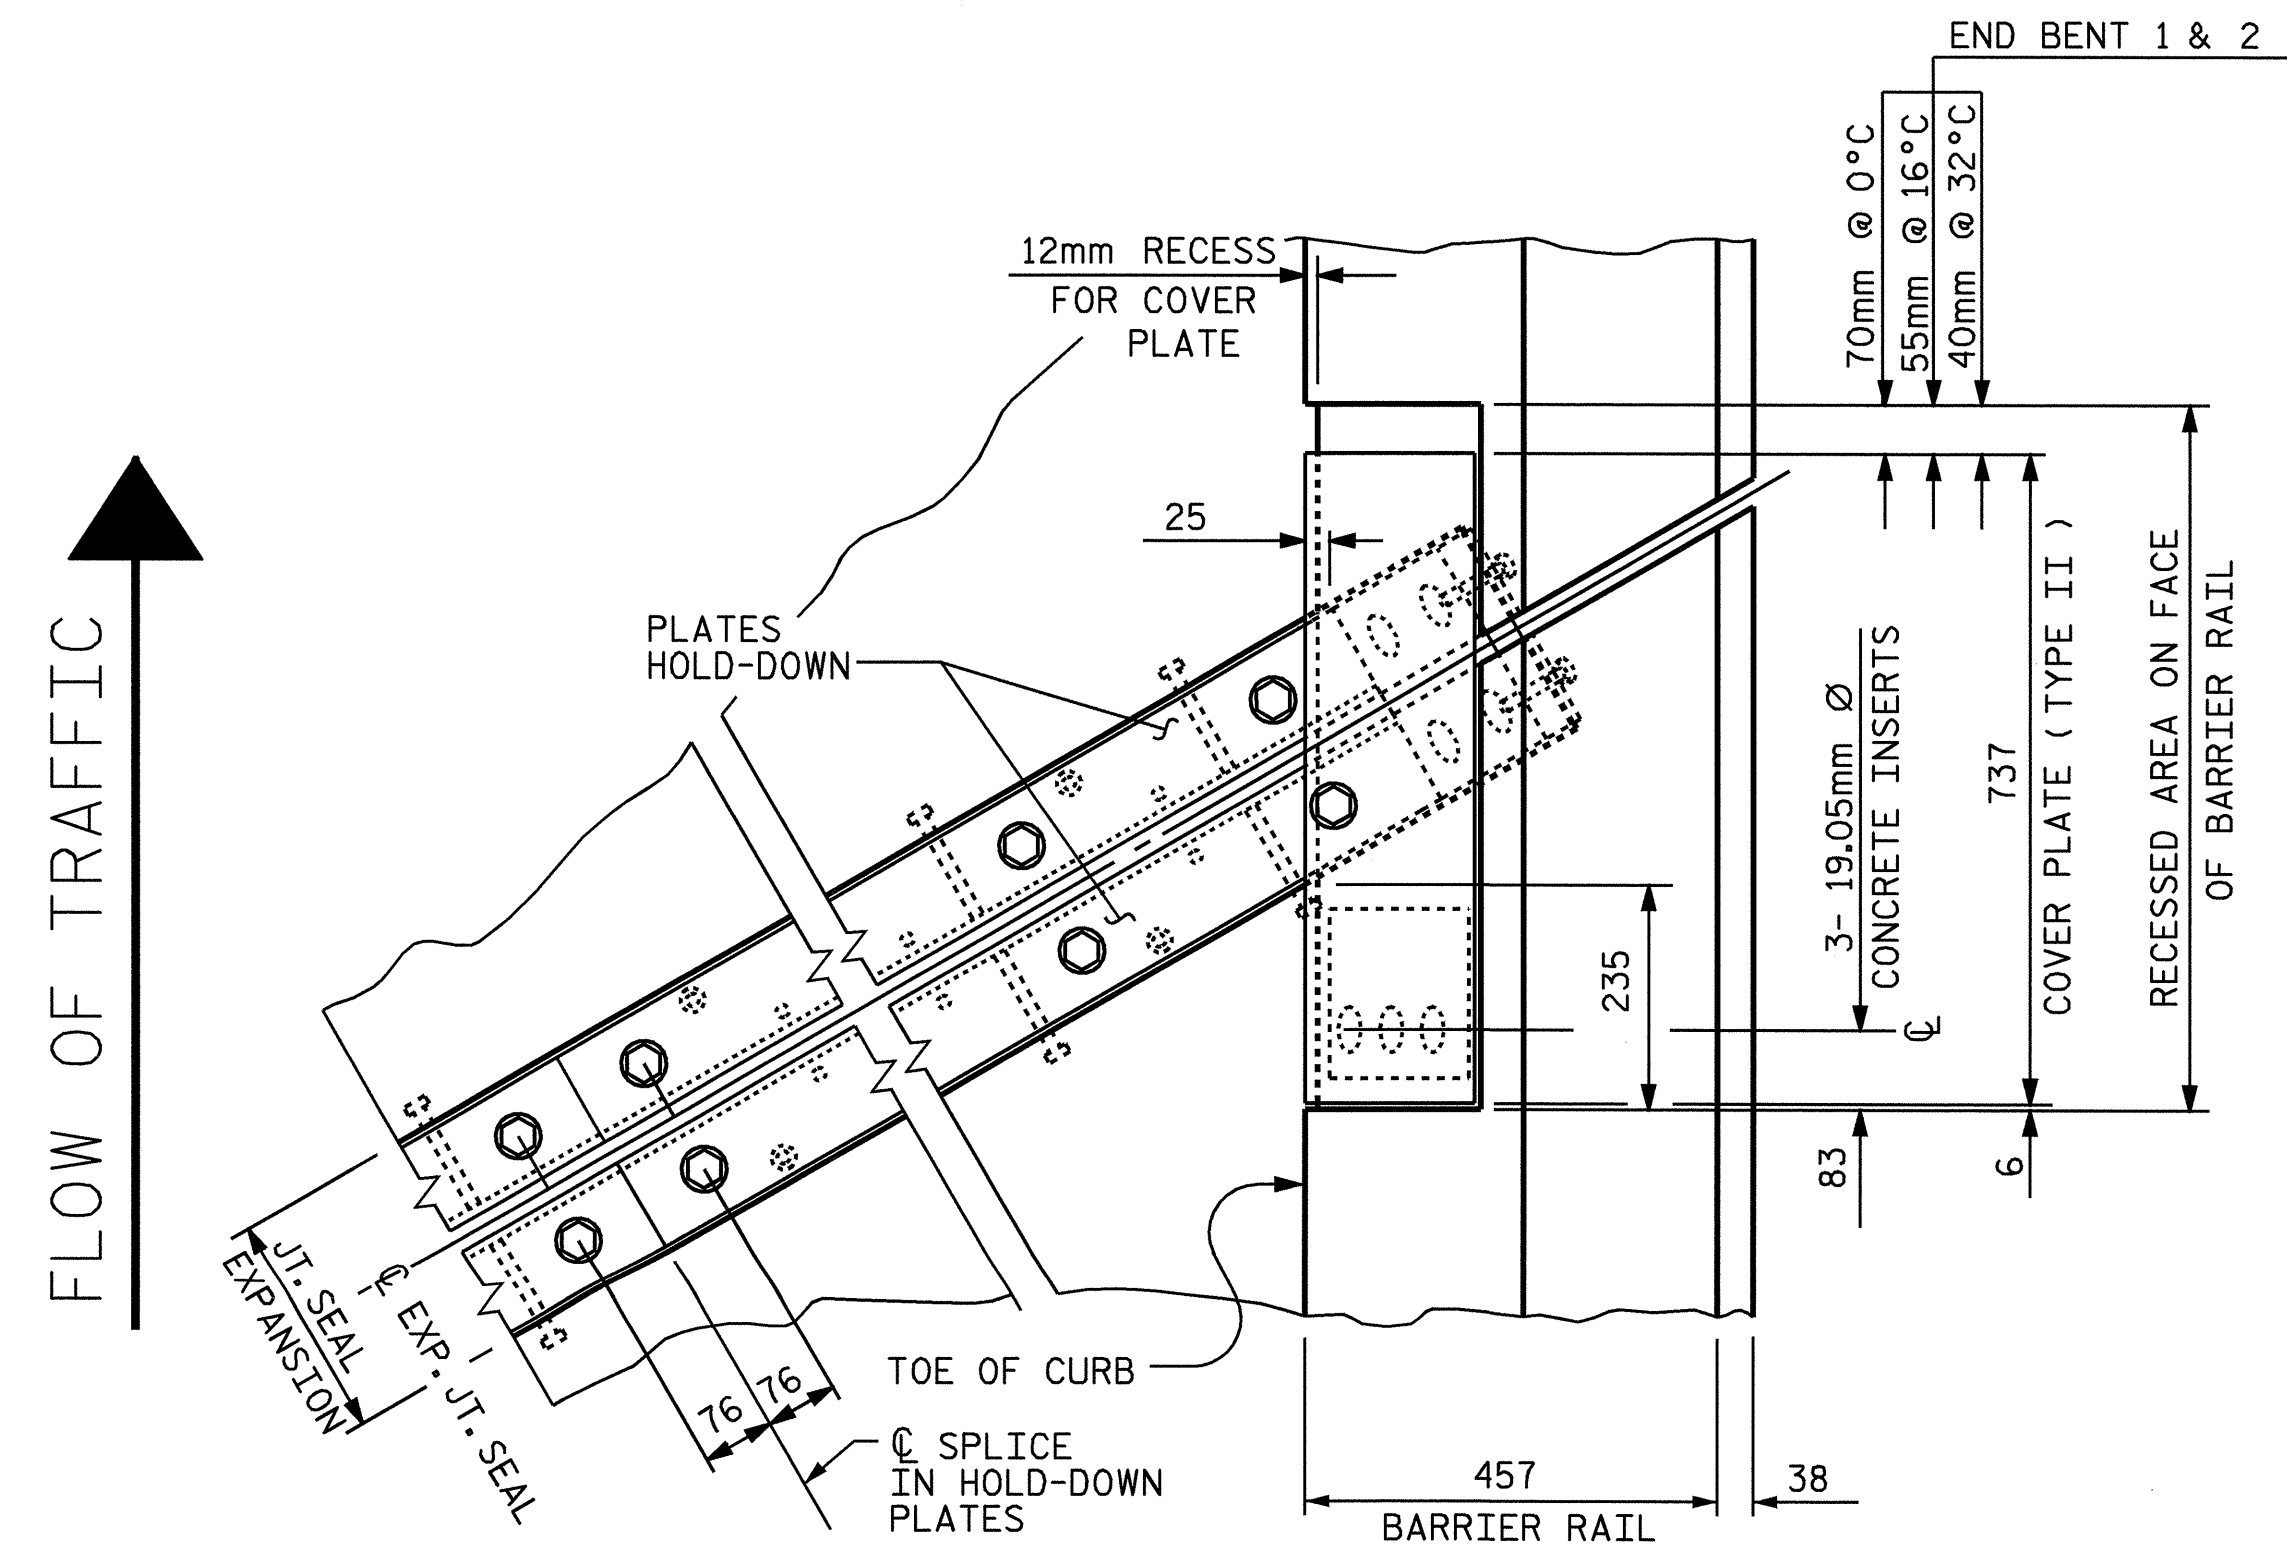 END BENT 1 & 2
70mm @ 0°C
55mm @ 16°C
40mm @ 32°C
12mm RECESS
FOR COVER
PLATE
25
PLATES
HOLD-DOWN
FLOW OF TRAFFIC
3- 19.05mm Ø
CONCRETE INSERTS
737
COVER PLATE (TYPE II)
RECESSED AREA ON FACE
OF BARRIER RAIL
235
℄
83
6
JT. SEAL
EXPANSION
℄ EXP. JT. SEAL
76
76
TOE OF CURB
℄ SPLICE
IN HOLD-DOWN
PLATES
457
38
BARRIER RAIL